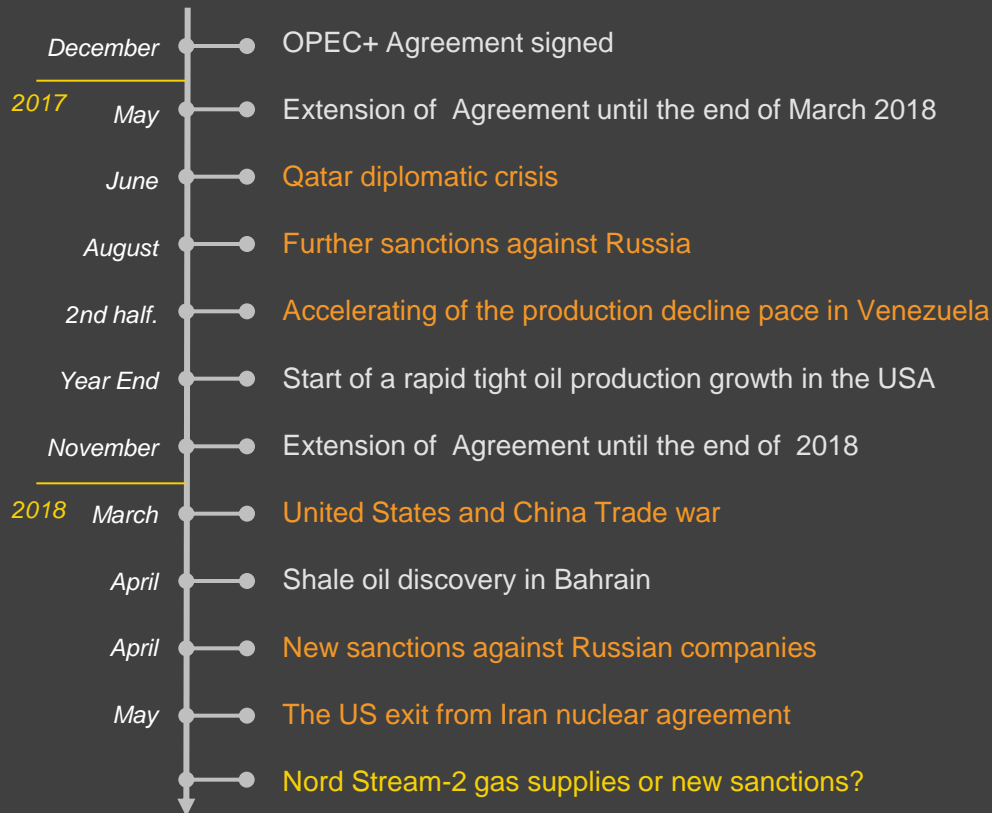 December OPEC+ Agreement signed
2017
May Extension of Agreement until the end of March 2018
June Qatar diplomatic crisis
August Further sanctions against Russia
2nd half. Accelerating of the production decline pace in Venezuela
Year End Start of a rapid tight oil production growth in the USA
November Extension of Agreement until the end of 2018
2018
March United States and China Trade war
April Shale oil discovery in Bahrain
April New sanctions against Russian companies
May The US exit from Iran nuclear agreement
Nord Stream-2 gas supplies or new sanctions?